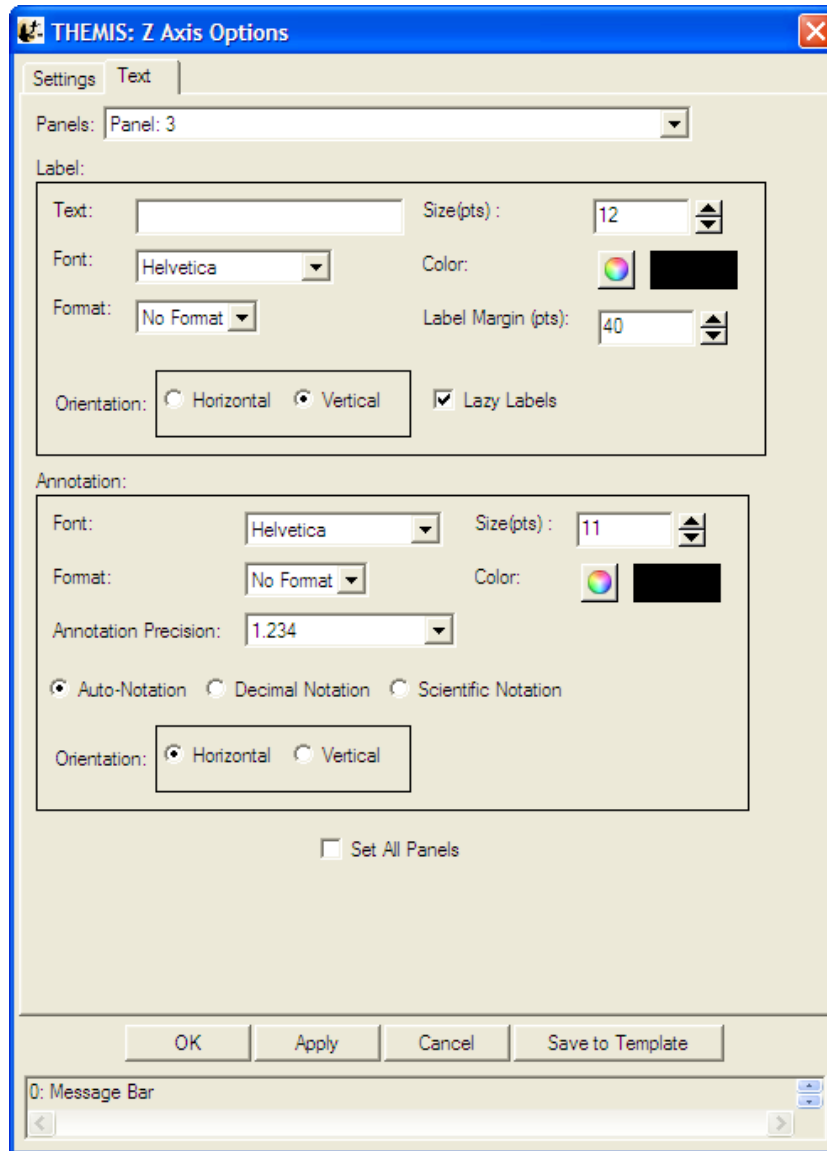 THEMIS: Z Axis Options
Settings Text
Panels: Panel: 3
Label:
Text: Size(pts) : 12
Font: Helvetica Color:
Format: No Format Label Margin (pts): 40
Orientation: Horizontal Vertical Lazy Labels
Annotation:
Font: Helvetica Size(pts) : 11
Format: No Format Color:
Annotation Precision: 1.234
Auto-Notation Decimal Notation Scientific Notation
Orientation: Horizontal Vertical
Set All Panels
OK Apply Cancel Save to Template
0: Message Bar